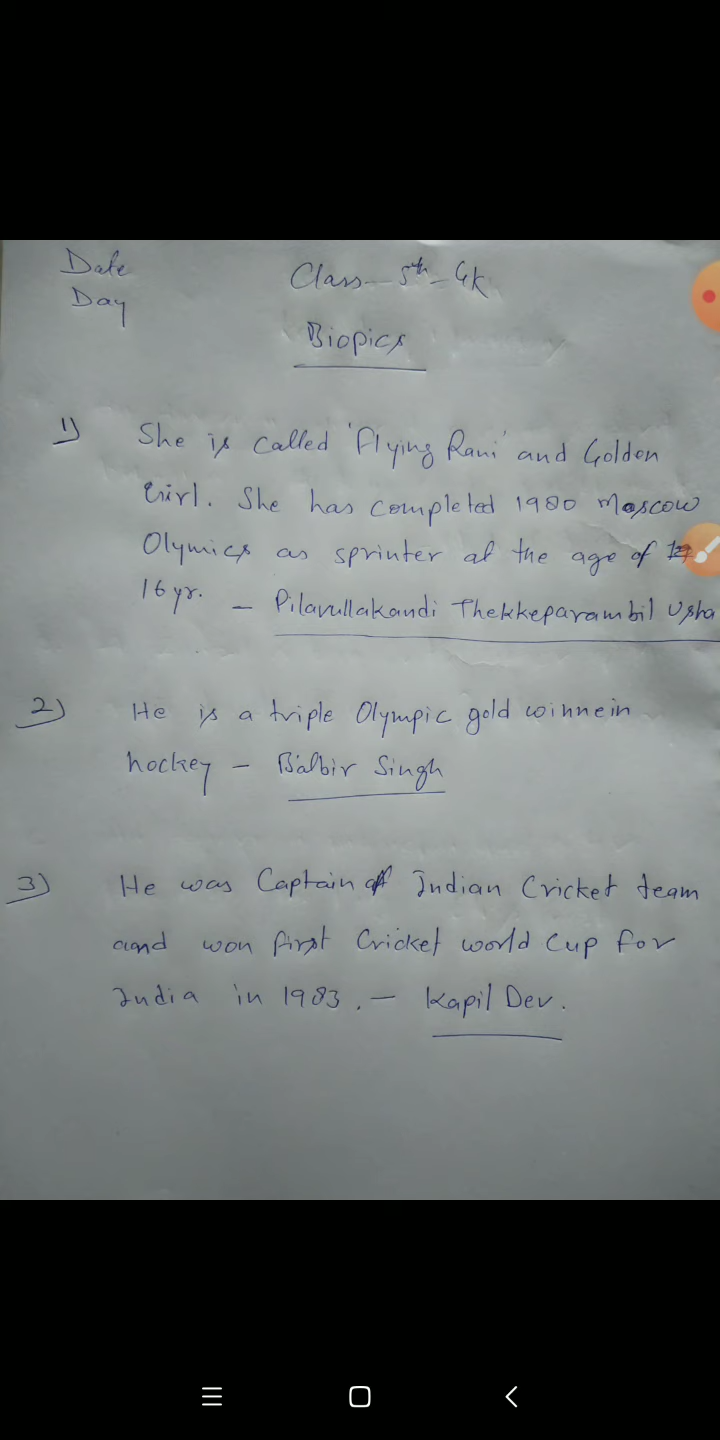 Date
Class - 5th - GK
Day
Biopics
1) She is called 'Flying Rani' and Golden
Girl. She has completed 1980 Moscow
Olymics as sprinter at the age of
16 yr. - Pilavullakandi Thekkeparambil Usha
2) He is a triple Olympic gold winnein
hockey - Balbir Singh
3) He was Captain of Indian Cricket team
and won first Cricket world Cup for
India in 1983. - Kapil Dev.